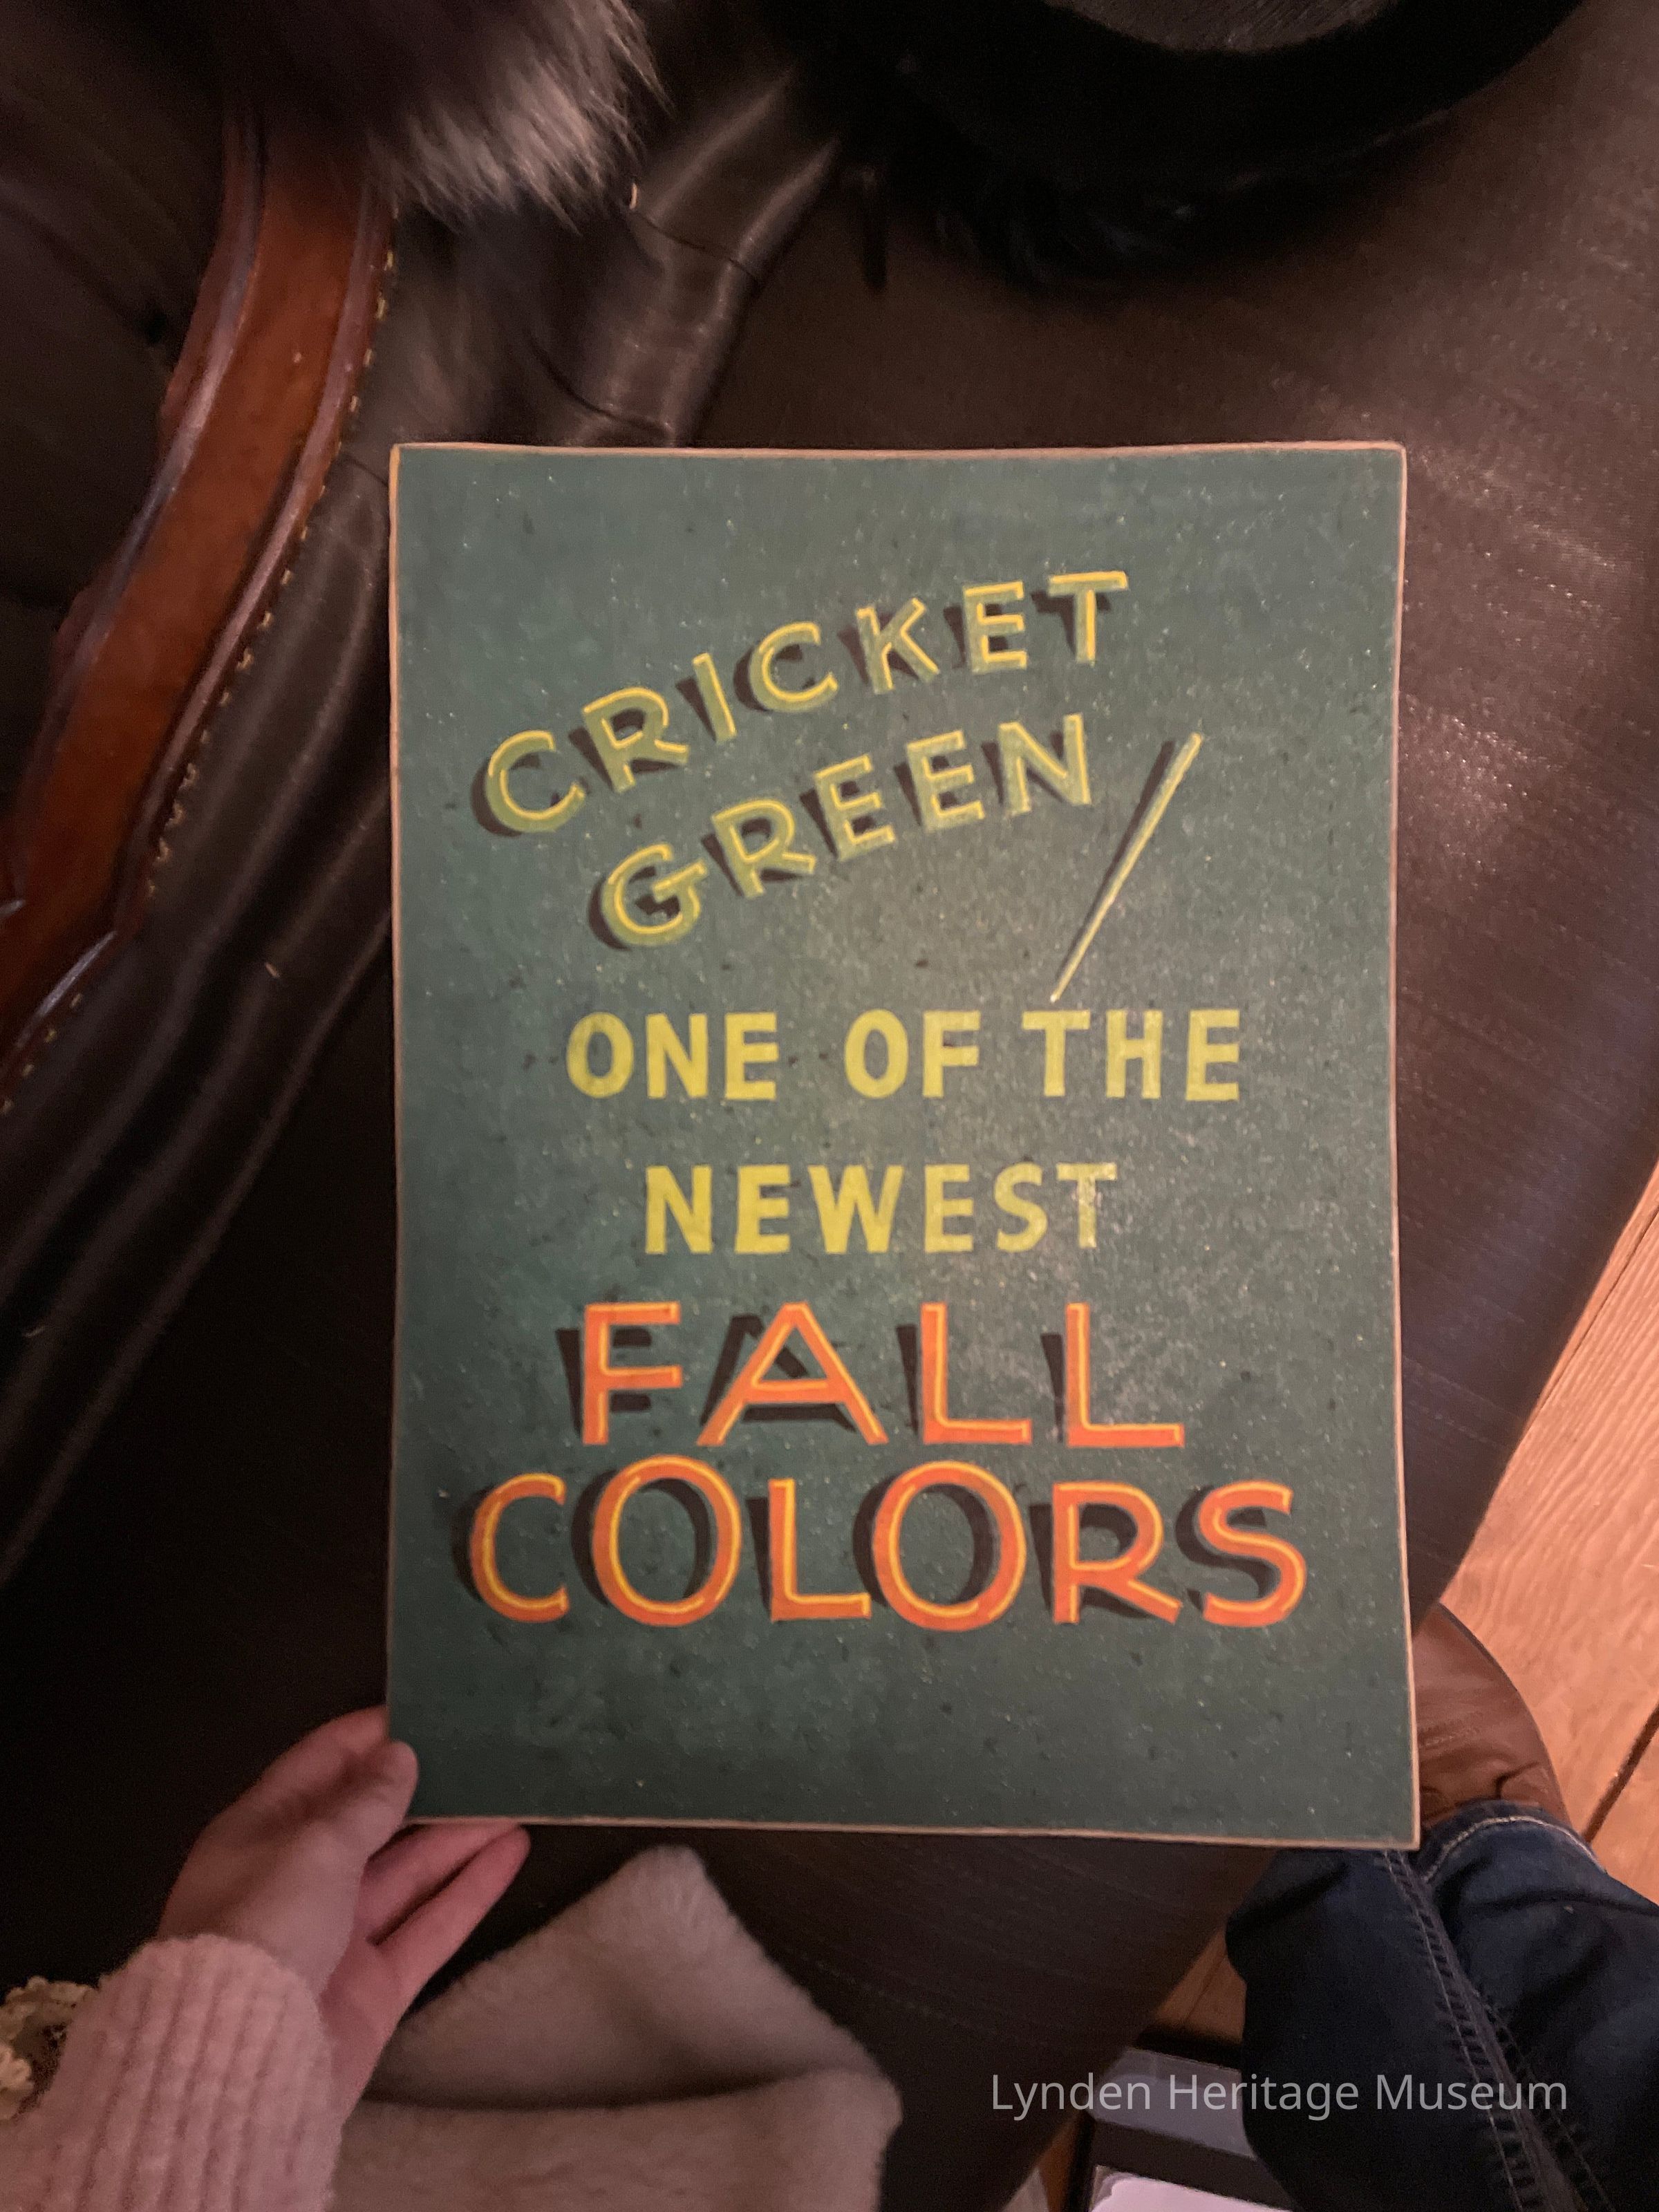 CRICKET
GREEN/
ONE OF THE
NEWEST
FALL
COLORS
Lynden Heritage Museum